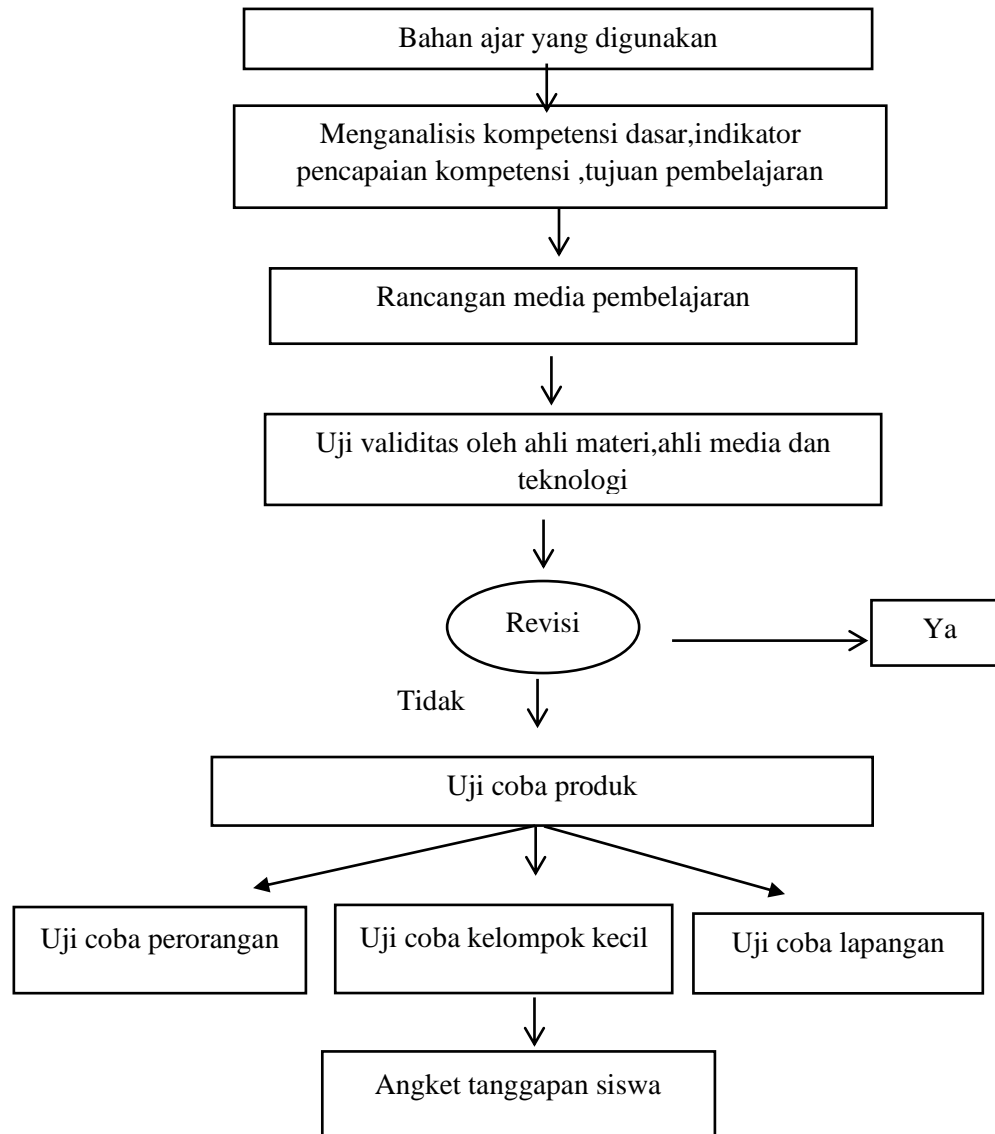 Bahan ajar yang digunakan
Menganalisis kompetensi dasar,indikator
pencapaian kompetensi ,tujuan pembelajaran
Rancangan media pembelajaran
Uji validitas oleh ahli materi,ahli media dan
teknologi
Revisi
Ya
Tidak
Uji coba produk
Uji coba perorangan
Uji coba kelompok kecil
Uji coba lapangan
Angket tanggapan siswa